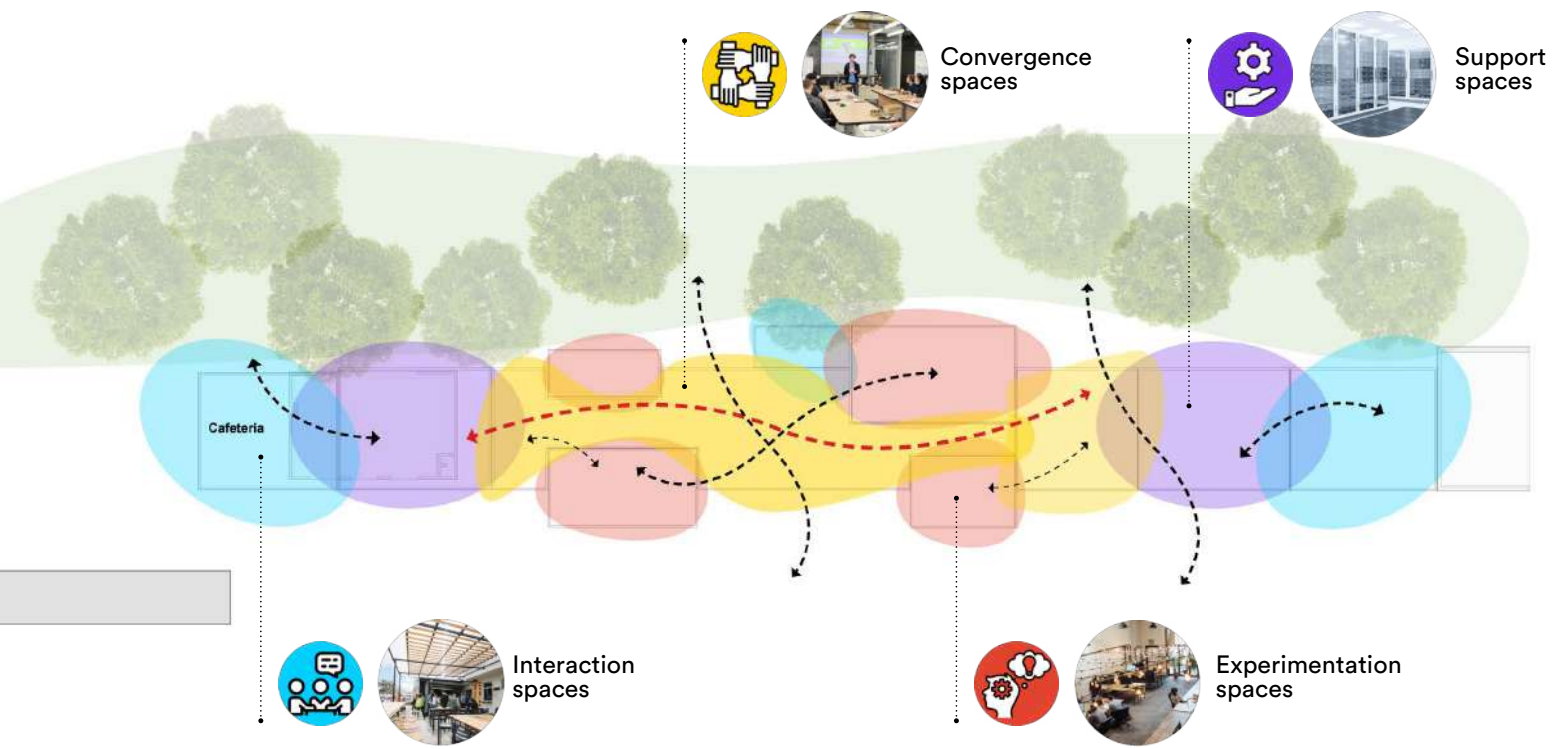 Convergence
spaces
Support
spaces
Cafeteria
Interaction
spaces
Experimentation
spaces